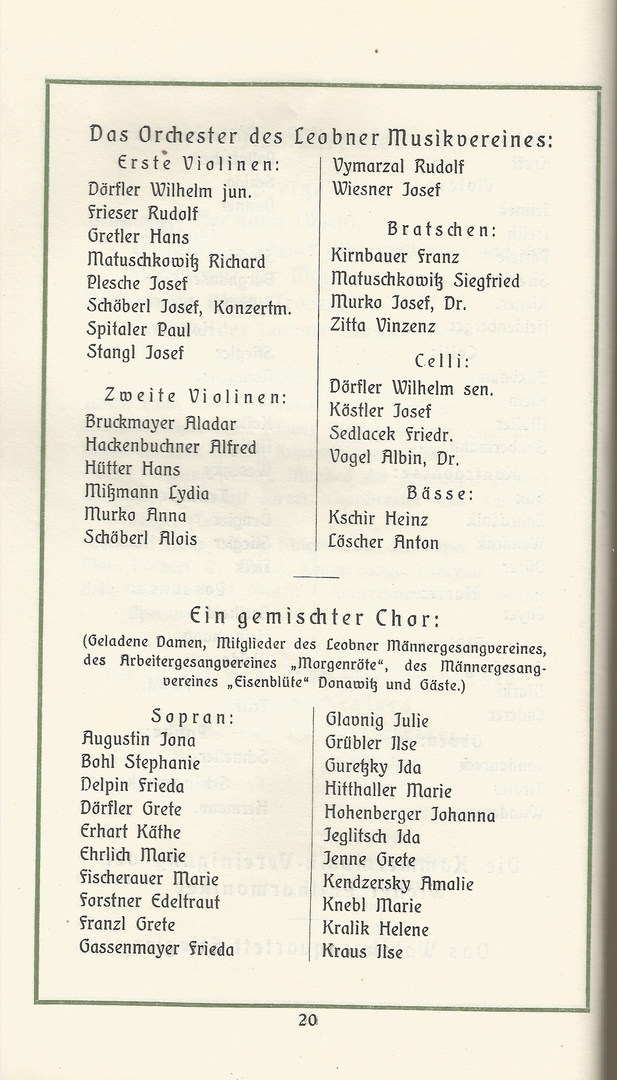 Das Orchester des Leobner Musikvereines:
Erste Violinen:
Dörfler Wilhelm jun.
Frieser Rudolf
Gretler Hans
Matuschkowitz Richard
Plesche Josef
Schöberl Josef, Konzertm.
Spitaler Paul
Stangl Josef
Zweite Violinen:
Bruckmayer Aladar
Hackenbuchner Alfred
Hütter Hans
Mißmann Lydia
Murko Anna
Schöberl Alois
Vymarzal Rudolf
Wiesner Josef
Bratschen:
Kirnbauer Franz
Matuschkowitz Siegfried
Murko Josef, Dr.
Zitta Vinzenz
Celli:
Dörfler Wilhelm sen.
Köstler Josef
Sedlacek Friedr.
Vogel Albin, Dr.
Bässe:
Kschir Heinz
Löscher Anton
Ein gemischter Chor:
(Geladene Damen, Mitglieder des Leobner Männergesangvereines,
des Arbeitergesangvereines „Morgenröte“, des Männergesang-
vereines „Eisenblüte“ Donawitz und Gäste.)
Sopran:
Augustin Jona
Bohl Stephanie
Delpin Frieda
Dörfler Grete
Erhart Käthe
Ehrlich Marie
Fischerauer Marie
Forstner Edeltraut
Franzl Grete
Gassenmayer Frieda
Glavnig Julie
Grübler Ilse
Guretzky Ida
Hitthaller Marie
Hohenberger Johanna
Jeglitsch Ida
Jenne Grete
Kendzersky Amalie
Knebl Marie
Kralik Helene
Kraus Ilse
20